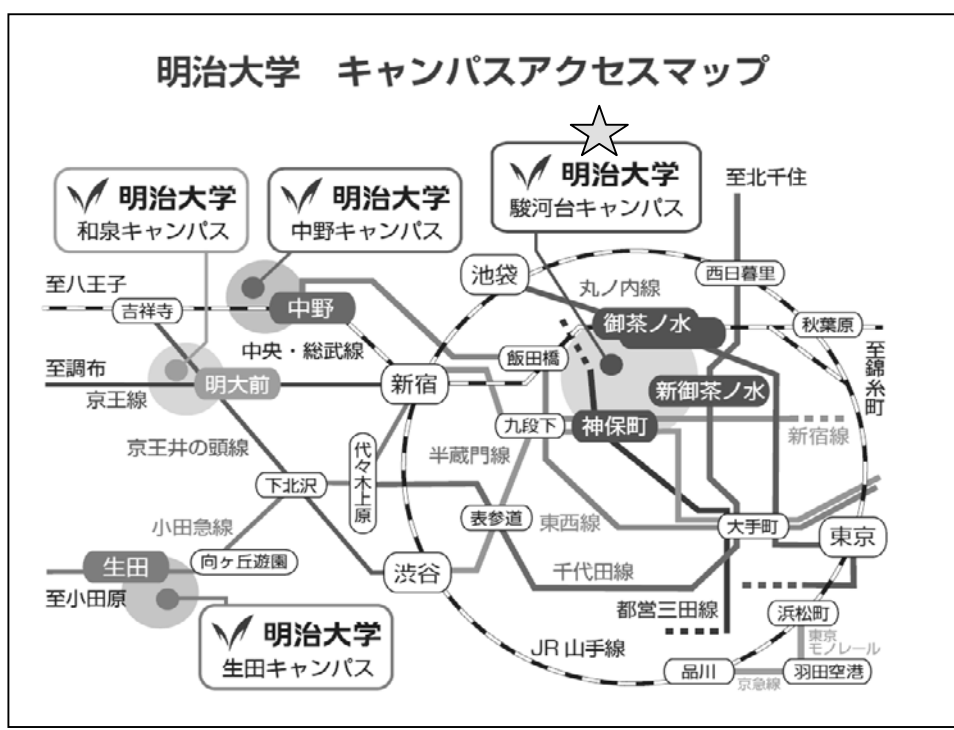 明治大学 キャンパスアクセスマップ
明治大学
和泉キャンパス
明治大学
中野キャンパス
明治大学
駿河台キャンパス
至北千住
至八王子
吉祥寺
中野
池袋
丸ノ内線
西日暮里
御茶ノ水
秋葉原
中央・総武線
飯田橋
至錦糸町
至調布
京王線
明大前
新宿
新御茶ノ水
九段下
神保町
新宿線
京王井の頭線
代々木上原
半蔵門線
下北沢
表参道
東西線
大手町
東京
小田急線
生田
向ヶ丘遊園
渋谷
千代田線
至小田原
都営三田線
浜松町
明治大学
生田キャンパス
JR 山手線
東京
モノレール
品川
京急線
羽田空港